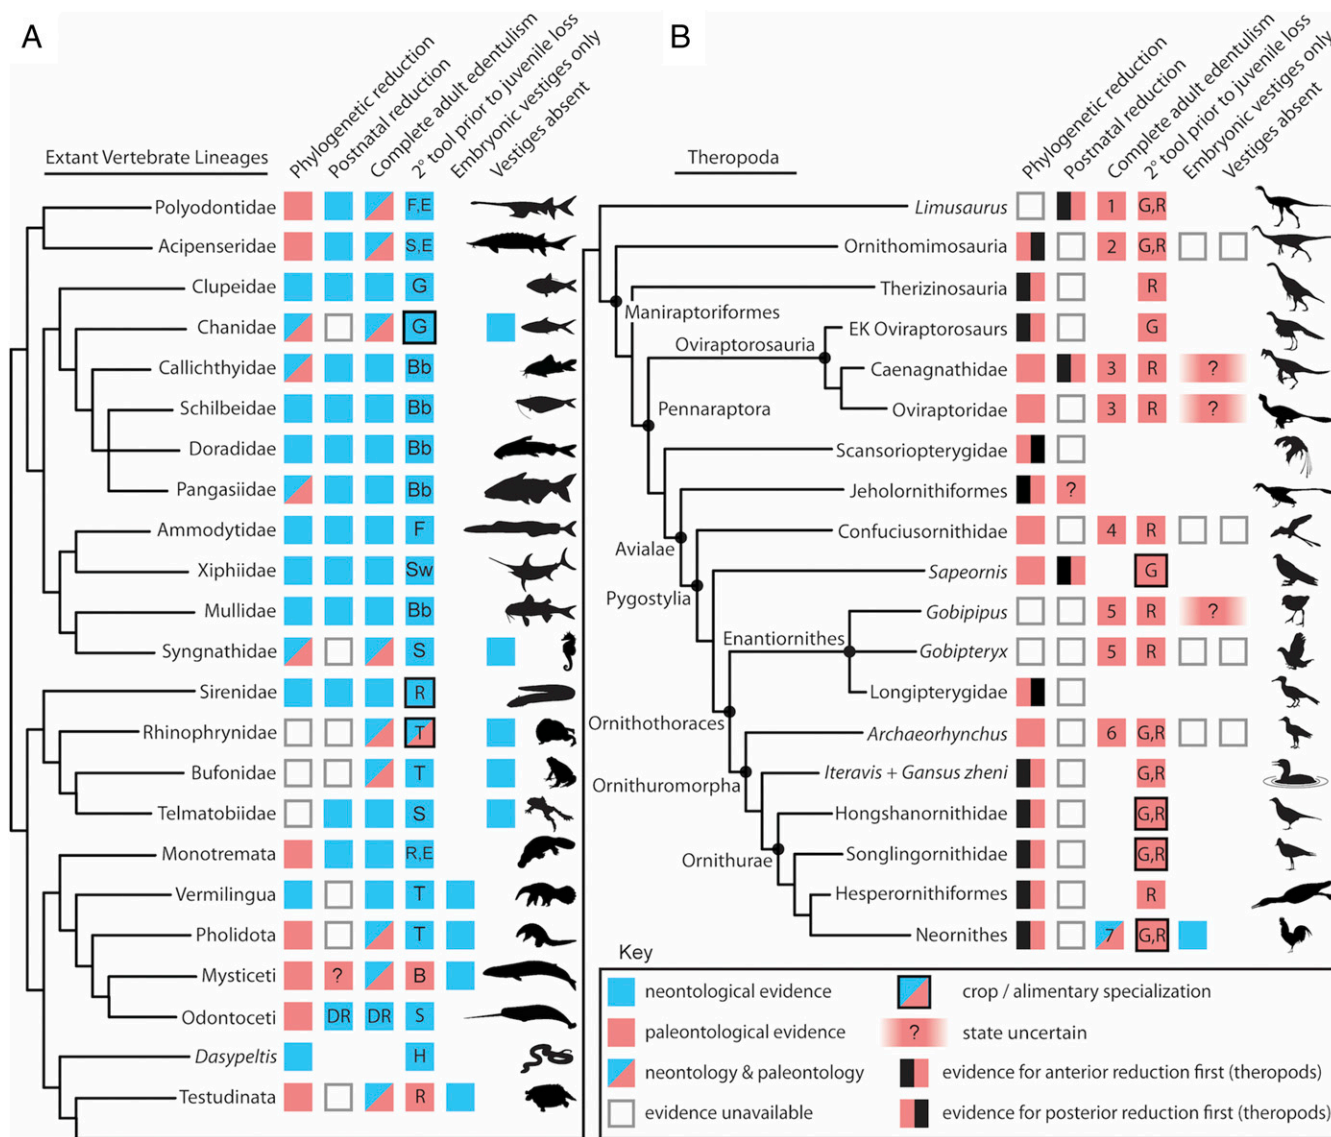 A
Phylogenetic reduction
Postnatal reduction
Complete adult edentulism
2° tool prior to juvenile loss
Embryonic vestiges only
Vestiges absent
Extant Vertebrate Lineages
Polyodontidae F,E
Acipenseridae S,E
Clupeidae G
Chanidae G
Callichthyidae Bb
Schilbeidae Bb
Doradidae Bb
Pangasiidae Bb
Ammodytidae F
Xiphiidae Sw
Mullidae Bb
Syngnathidae S
Sirenidae R
Rhinophrynidae T
Bufonidae T
Telmatobiidae S
Monotremata R,E
Vermilingua T
Pholidota T
Mysticeti ? B
Odontoceti DR DR S
Dasypeltis H
Testudinata R
B
Phylogenetic reduction
Postnatal reduction
Complete adult edentulism
2° tool prior to juvenile loss
Embryonic vestiges only
Vestiges absent
Theropoda
Limusaurus 1 G,R
Ornithomimosauria 2 G,R
Therizinosauria R
Maniraptoriformes
EK Oviraptorosaurs G
Oviraptorosauria
Caenagnathidae 3 R ?
Oviraptoridae 3 R ?
Pennaraptora
Scansoriopterygidae
Jeholornithiformes ?
Confuciusornithidae 4 R
Avialae
Sapeornis G
Pygostylia
Gobipipus 5 R ?
Enantiornithes
Gobipteryx 5 R
Longipterygidae
Ornithothoraces
Archaeorhynchus 6 G,R
Iteravis + Gansus zheni G,R
Ornithuromorpha
Hongshanornithidae G,R
Songlingornithidae G,R
Ornithurae
Hesperornithiformes R
Neornithes 7 G,R
Key
neontological evidence
paleontological evidence
neontology & paleontology
evidence unavailable
crop / alimentary specialization
? state uncertain
evidence for anterior reduction first (theropods)
evidence for posterior reduction first (theropods)